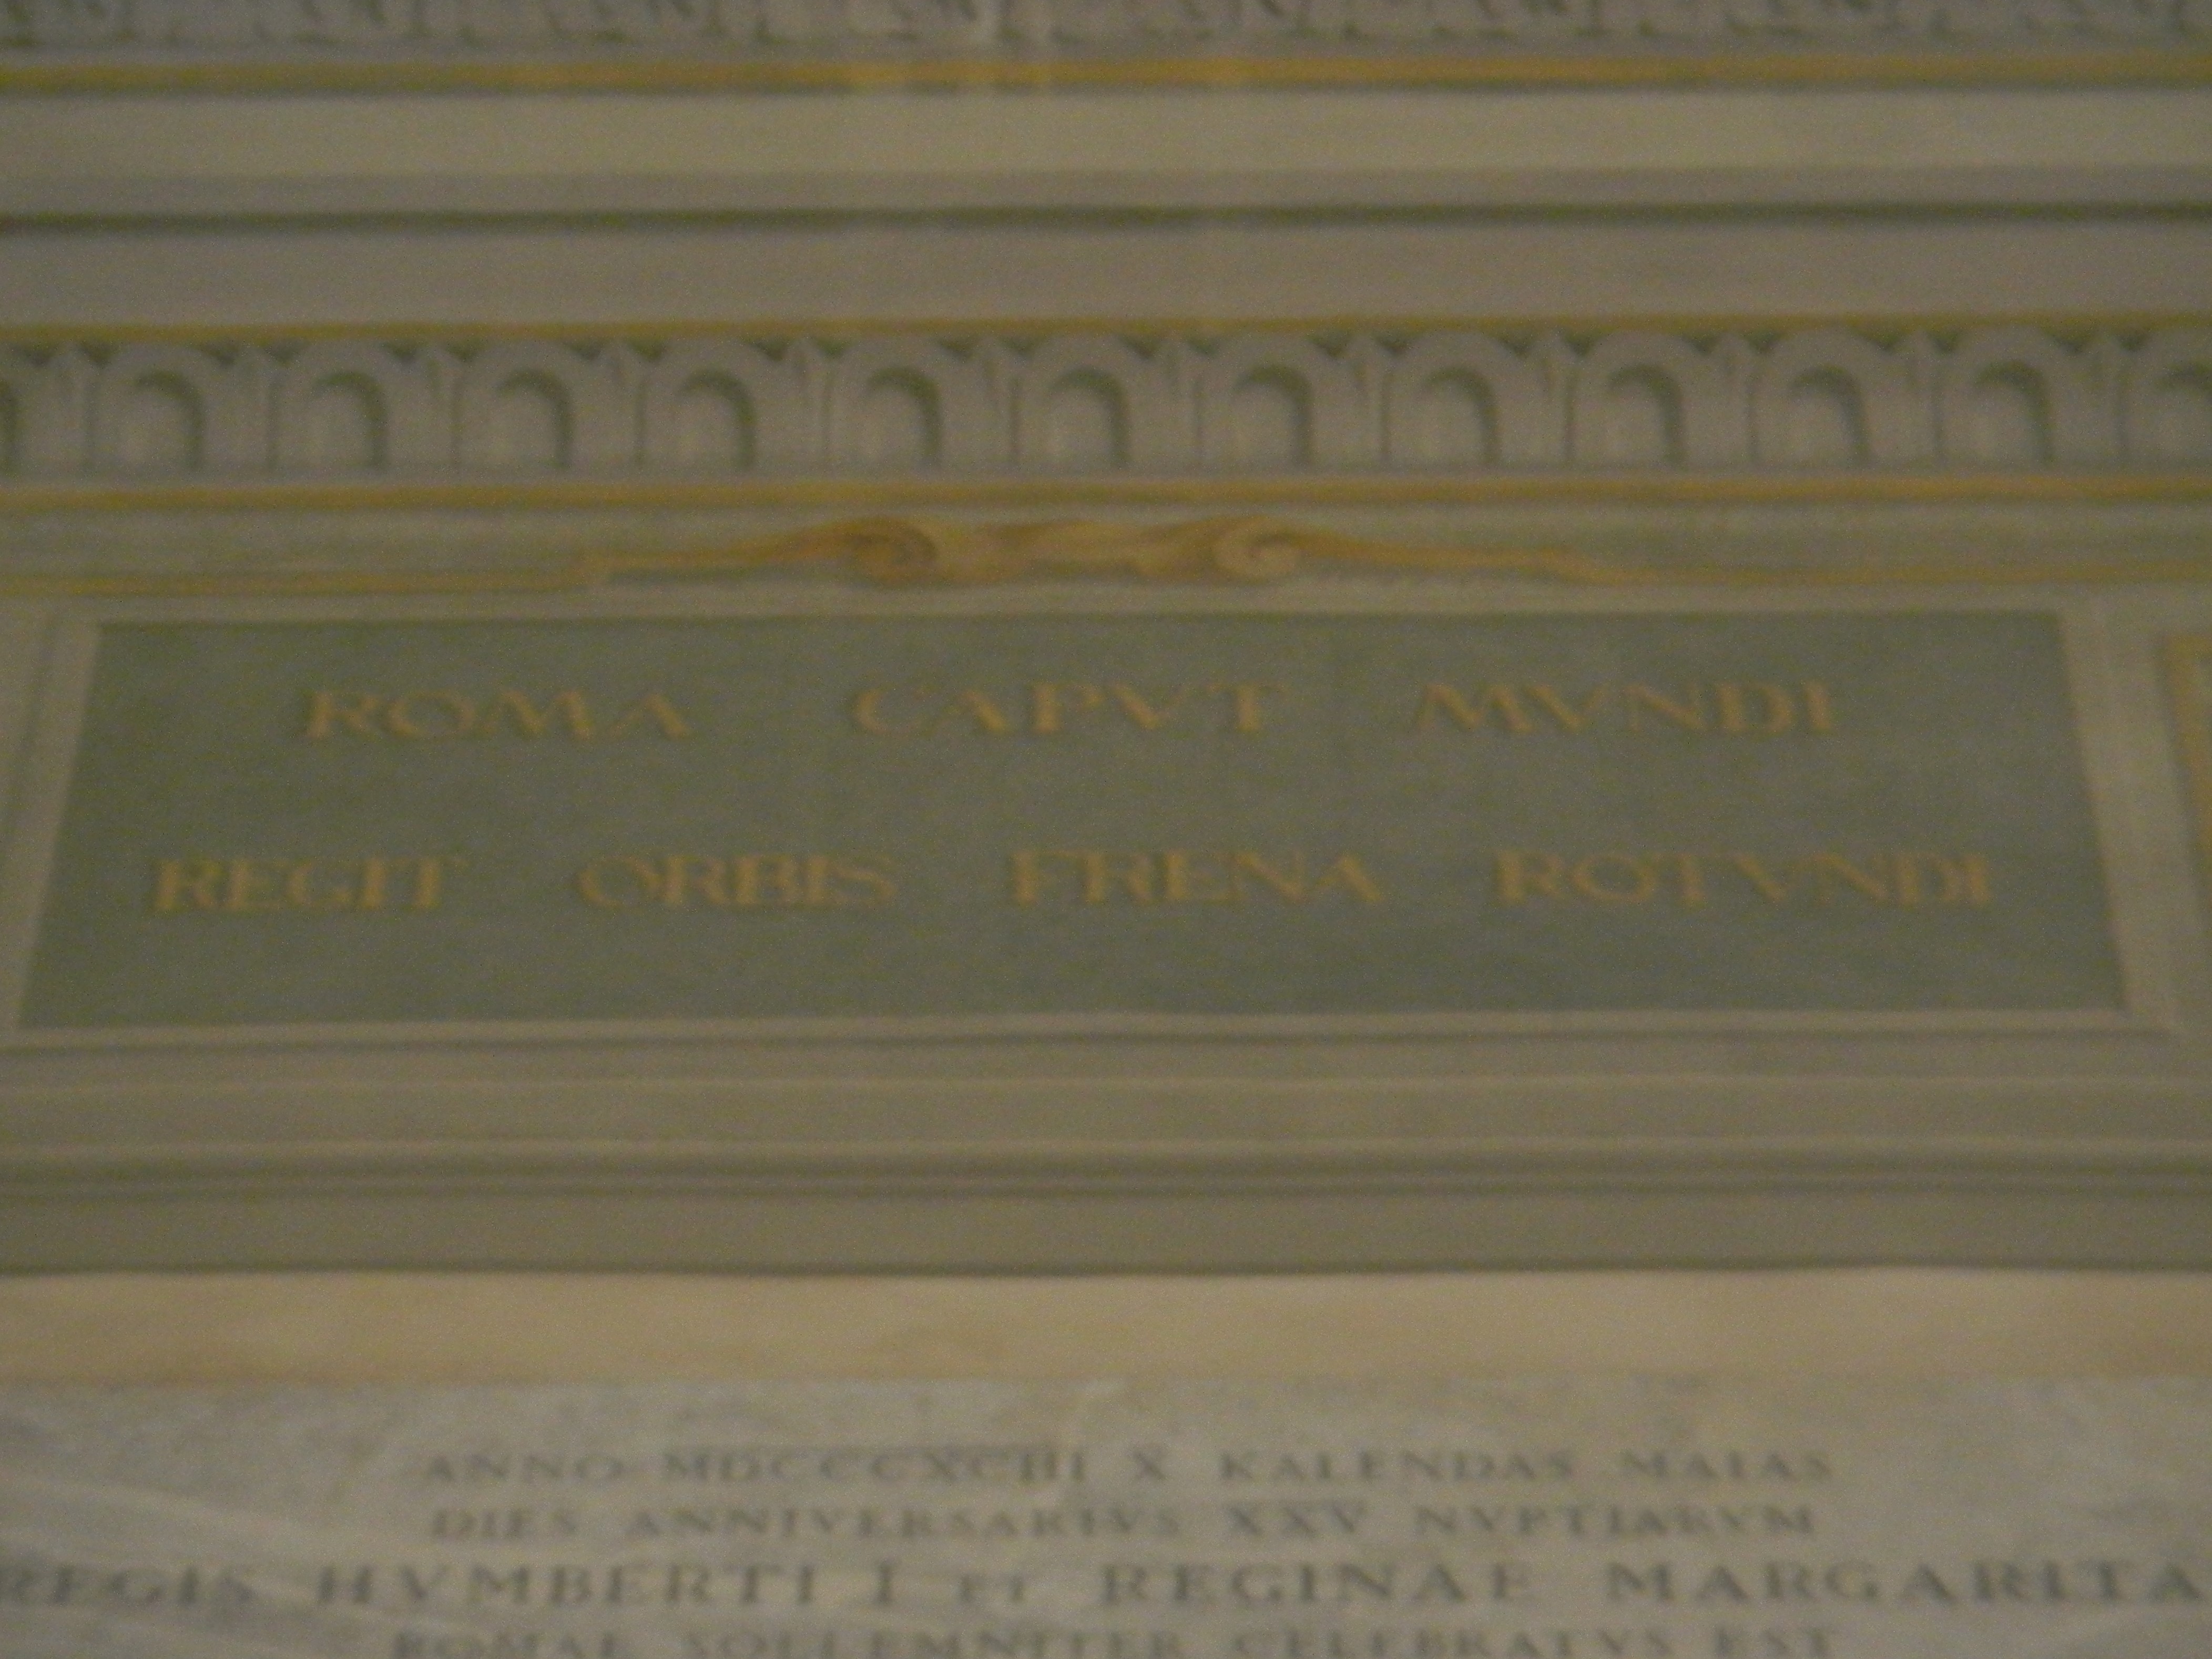 ROMA CAPVT MVNDI
REGIT ORBIS FRENA ROTVNDI
ANNO MDCCCXCIII X KALENDAS MAIAS
DIES ANNIVERSARIVS XXV NVPTIARVM
REGIS HVMBERTI I ET REGINAE MARGARITA
ROMAE SOLLEMNITER CELEBRATVS EST